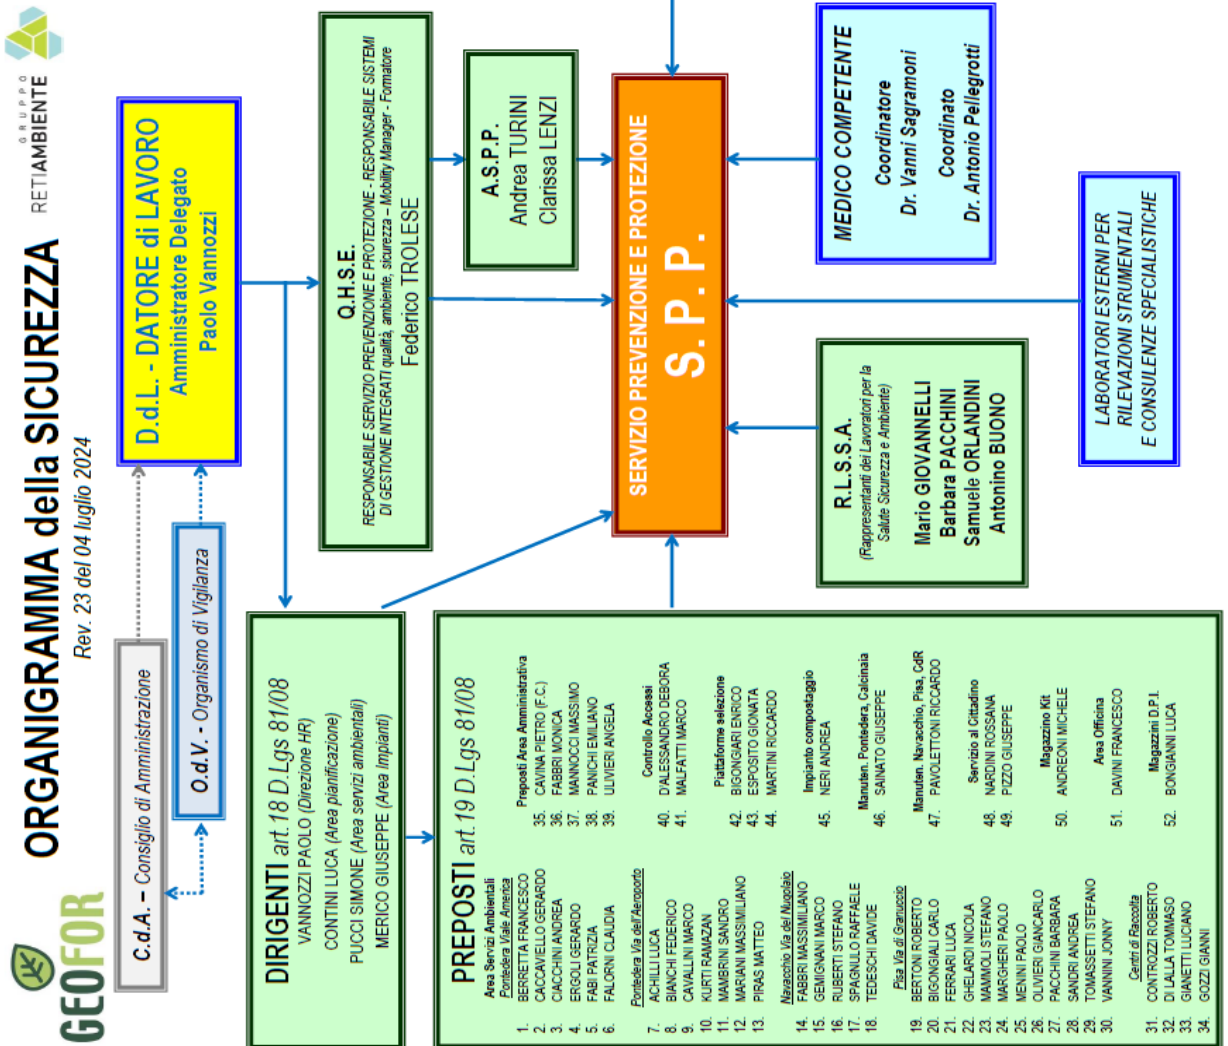 GEOFOR
ORGANIGRAMMA della SICUREZZA
Rev. 23 del 04 luglio 2024
GRUPPO
RETIAMBIENTE
C.d.A. – Consiglio di Amministrazione
O.d.V. - Organismo di Vigilanza
D.d.L. - DATORE di LAVORO
Amministratore Delegato
Paolo Vannozzi
DIRIGENTI art.18 D.Lgs 81/08
VANNOZZI PAOLO (Direzione HR)
CONTINI LUCA (Area pianificazione)
PUCCI SIMONE (Area servizi ambientali)
MERICO GIUSEPPE (Area Impianti)
Q.H.S.E.
RESPONSABILE SERVIZIO PREVENZIONE E PROTEZIONE - RESPONSABILE SISTEMI
DI GESTIONE INTEGRATI qualità, ambiente, sicurezza – Mobility Manager - Formatore
Federico TROLESE
A.S.P.P.
Andrea TURINI
Clarissa LENZI
PREPOSTI art.19 D.Lgs 81/08
Area Servizi Ambientali
Pontedera Viale America
1. BERRETTA FRANCESCO
2. CACCAVIELLO GERARDO
3. CIACCHINI ANDREA
4. ERGOLI GERARDO
5. FABI PATRIZIA
6. FALORNI CLAUDIA
Pontedera Via dell'Aeroporto
7. ACHILLI LUCA
8. BIANCHI FEDERICO
9. CAVALLINI MARCO
10. KURTI RAMAZAN
11. MAMBRINI SANDRO
12. MARIANI MASSIMILIANO
13. PIRAS MATTEO
Navacchio Via del Nugolaio
14. FABBRI MASSIMILIANO
15. GEMIGNANI MARCO
16. RUBERTI STEFANO
17. SPAGNULO RAFFAELE
18. TEDESCHI DAVIDE
Pisa Via di Granuccio
19. BERTONI ROBERTO
20. BIGONGIALI CARLO
21. FERRARI LUCA
22. GHELARDI NICOLA
23. MAMMOLI STEFANO
24. MARGHERI PAOLO
25. MENINI PAOLO
26. OLIVIERI GIANCARLO
27. PACCHINI BARBARA
28. SANDRI ANDREA
29. TOMASSETTI STEFANO
30. VANNINI JONNY
Centri di Raccolta
31. CONTROZZI ROBERTO
32. DI LALLA TOMMASO
33. GIANETTI LUCIANO
34. GOZZI GIANNI
Preposti Area Amministrativa
35. CAVINA PIETRO (F.C.)
36. FABBRI MONICA
37. MANNOCCI MASSIMO
38. PANICHI EMILIANO
39. ULIVIERI ANGELA
Controllo Accessi
40. D'ALESSANDRO DEBORA
41. MALFATTI MARCO
Piattaforme selezione
42. BIGONGIARI ENRICO
43. ESPOSITO GIONATA
44. MARTINI RICCARDO
Impianto compostaggio
45. NERI ANDREA
Manuten. Pontedera, Calcinaia
46. SAINATO GIUSEPPE
Manuten. Navacchio, Pisa, CdR
47. PAVOLETTONI RICCARDO
Servizio al Cittadino
48. NARDINI ROSSANA
49. PIZZO GIUSEPPE
Magazzino Kit
50. ANDREONI MICHELE
Area Officina
51. DAVINI FRANCESCO
Magazzini D.P.I.
52. BONGIANNI LUCA
SERVIZIO PREVENZIONE E PROTEZIONE
S. P. P.
R.L.S.S.A.
(Rappresentanti dei Lavoratori per la
Salute Sicurezza e Ambiente)
Mario GIOVANNELLI
Barbara PACCHINI
Samuele ORLANDINI
Antonino BUONO
MEDICO COMPETENTE
Coordinatore
Dr. Vanni Sagramoni
Coordinato
Dr. Antonio Pellegrotti
LABORATORI ESTERNI PER
RILEVAZIONI STRUMENTALI
E CONSULENZE SPECIALISTICHE